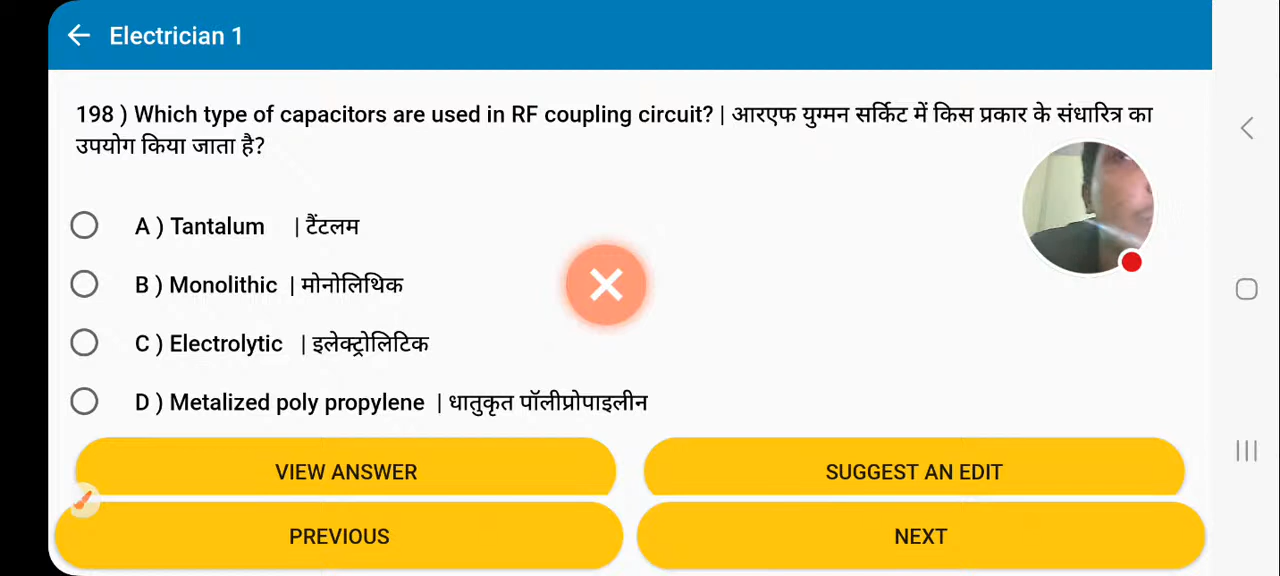 Electrician 1
198 ) Which type of capacitors are used in RF coupling circuit? | आरएफ युग्मन सर्किट में किस प्रकार के संधारित्र का
उपयोग किया जाता है?
A ) Tantalum | टैंटलम
B ) Monolithic | मोनोलिथिक
C ) Electrolytic | इलेक्ट्रोलिटिक
D ) Metalized poly propylene | धातुकृत पॉलीप्रोपाइलीन
VIEW ANSWER
SUGGEST AN EDIT
PREVIOUS
NEXT